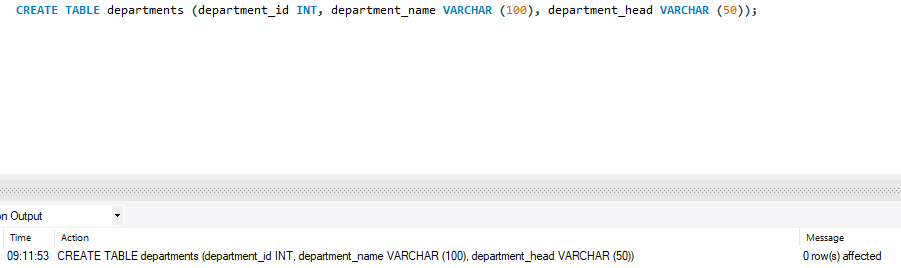 CREATE TABLE departments (department_id INT, department_name VARCHAR (100), department_head VARCHAR (50));
on Output
Time Action Message
09:11:53 CREATE TABLE departments (department_id INT, department_name VARCHAR (100), department_head VARCHAR (50)) 0 row(s) affected